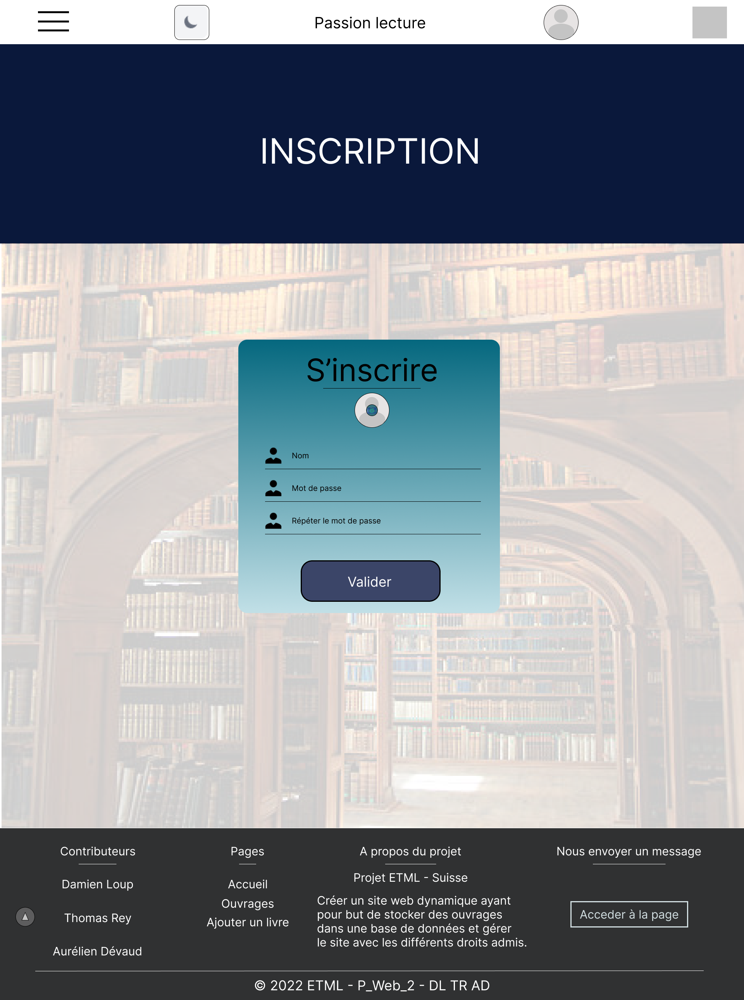 Passion lecture
INSCRIPTION
S’inscrire
Nom
Mot de passe
Répéter le mot de passe
Valider
Contributeurs
Damien Loup
Thomas Rey
Aurélien Dévaud
Pages
Accueil
Ouvrages
Ajouter un livre
A propos du projet
Projet ETML - Suisse
Créer un site web dynamique ayant
pour but de stocker des ouvrages
dans une base de données et gérer
le site avec les différents droits admis.
Nous envoyer un message
Acceder à la page
© 2022 ETML - P_Web_2 - DL TR AD